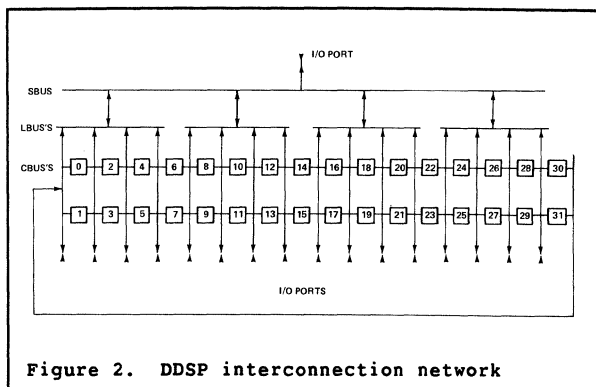 I/O PORT
SBUS
LBUS'S
CBUS'S
0 2 4 6 8 10 12 14 16 18 20 22 24 26 28 30
1 3 5 7 9 11 13 15 17 19 21 23 25 27 29 31
I/O PORTS
Figure 2. DDSP interconnection network